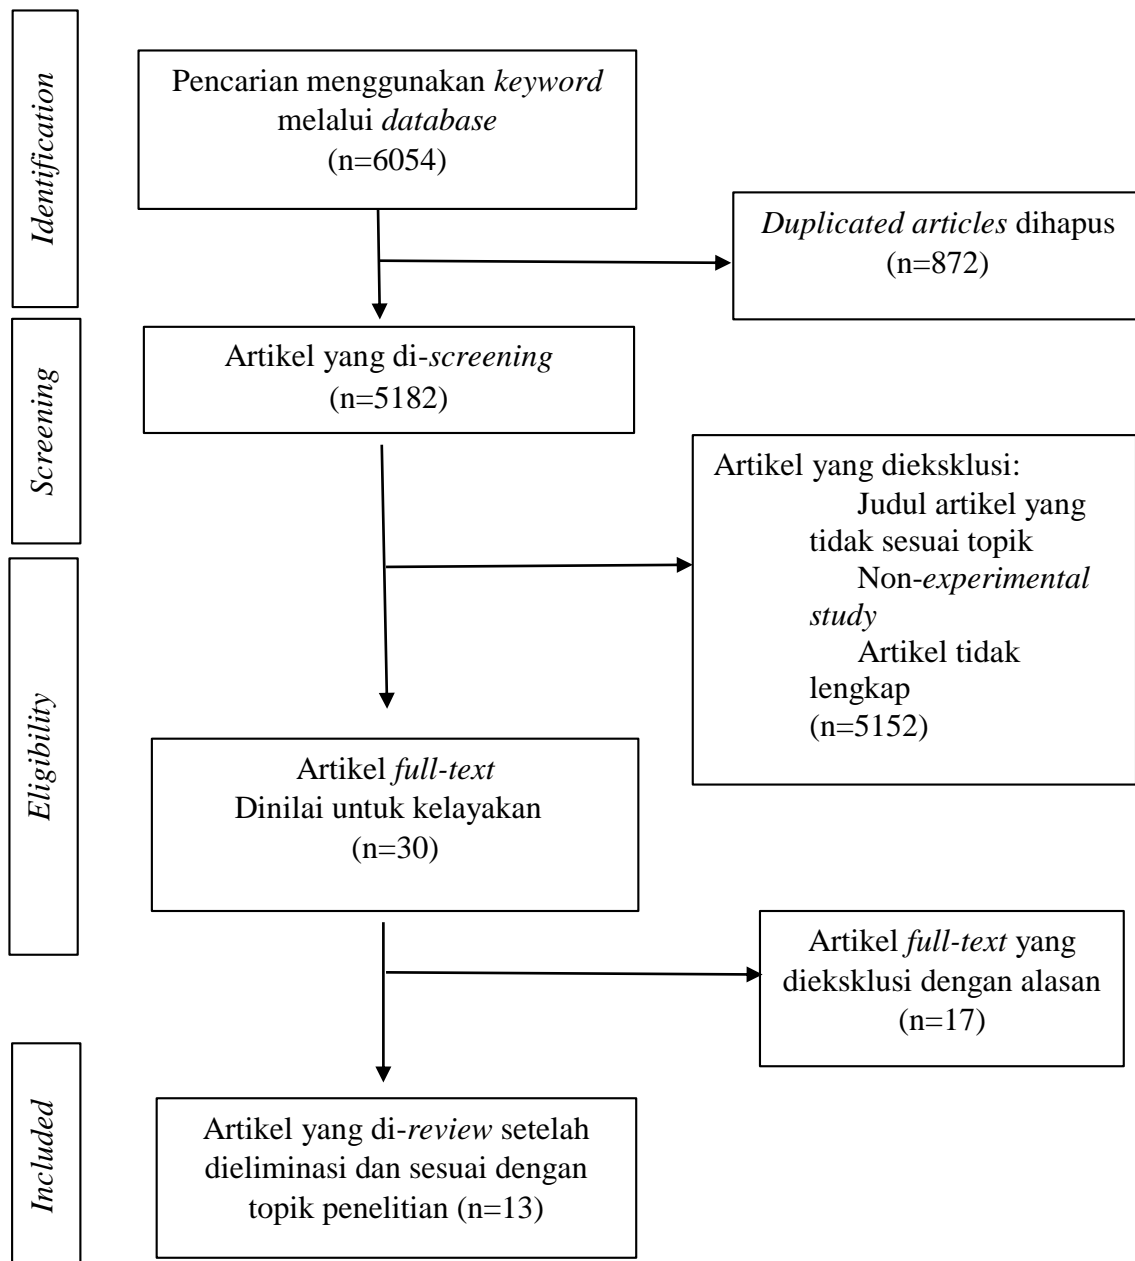 Identification
Pencarian menggunakan keyword
melalui database
(n=6054)
Duplicated articles dihapus
(n=872)
Screening
Artikel yang di-screening
(n=5182)
Artikel yang dieksklusi:
Judul artikel yang
tidak sesuai topik
Non-experimental
study
Artikel tidak
lengkap
(n=5152)
Eligibility
Artikel full-text
Dinilai untuk kelayakan
(n=30)
Artikel full-text yang
dieksklusi dengan alasan
(n=17)
Included
Artikel yang di-review setelah
dieliminasi dan sesuai dengan
topik penelitian (n=13)